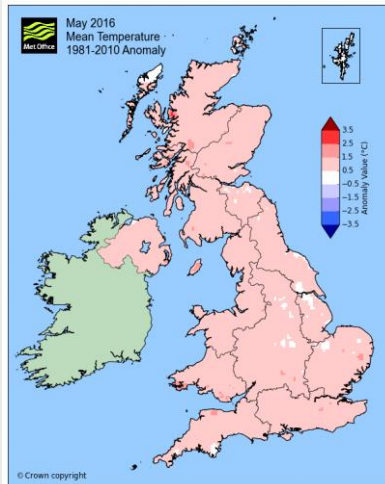 Met Office
May 2016
Mean Temperature
1981-2010 Anomaly
3.5
2.5
1.5
0.5
−0.5
−1.5
−2.5
−3.5
Anomaly Value (°C)
© Crown copyright